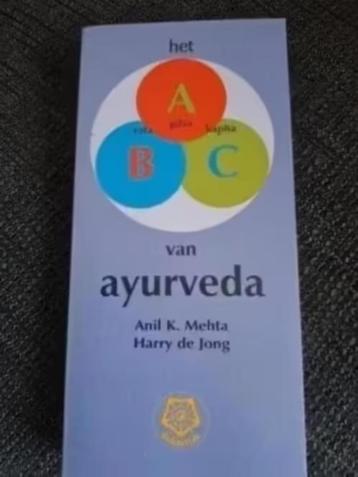 het
A
vata pitta kapha
B C
van
ayurveda
Anil K. Mehta
Harry de Jong